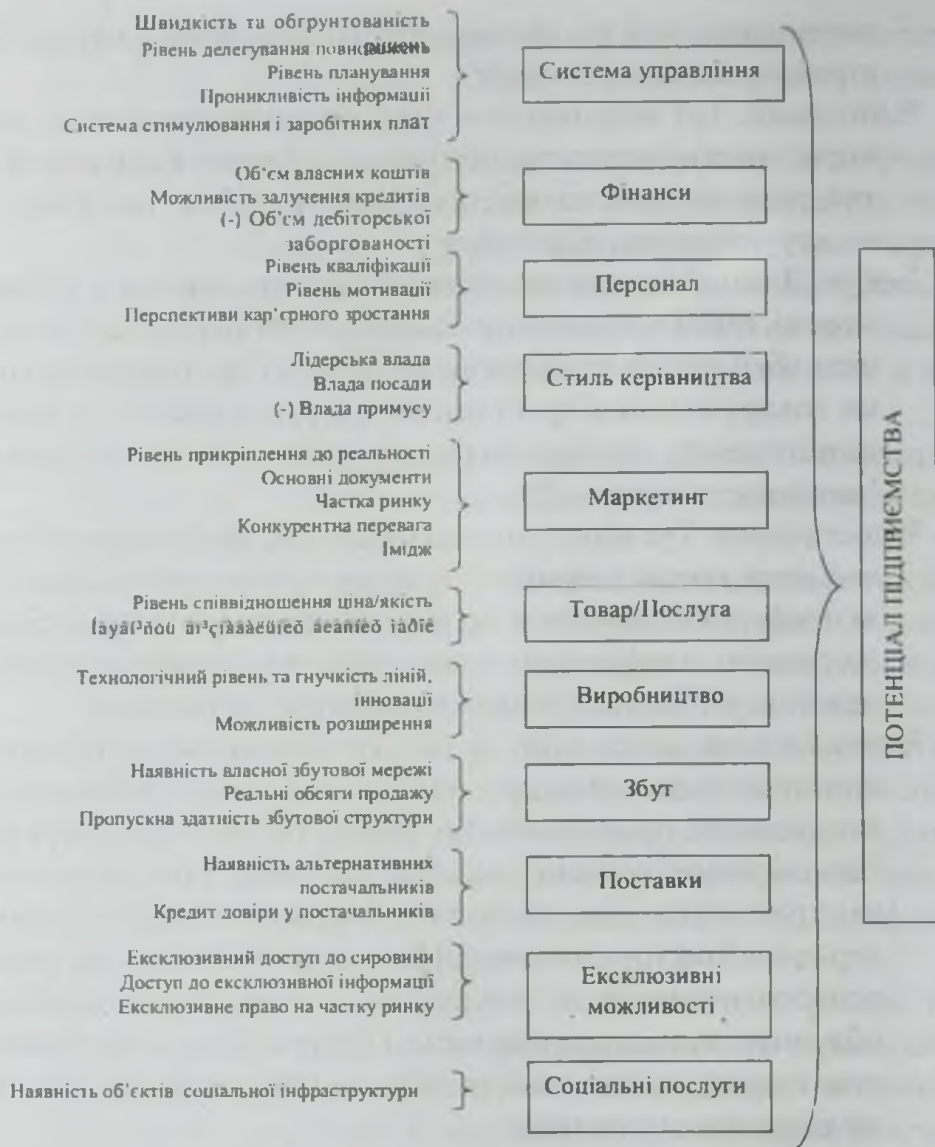 Швидкість та обґрунтованість
рішень
Рівень делегування
Рівень планування
Проникливість інформації
Система стимулювання і заробітних плат
Система управління
Об'єм власних коштів
Можливість залучення кредитів
(-) Об'єм дебіторської
заборгованості
Фінанси
Рівень кваліфікації
Рівень мотивації
Перспективи кар'єрного зростання
Персонал
Лідерська влада
Влада посади
(-) Влада примусу
Стиль керівництва
Рівень прикріплення до реальності
Основні документи
Частка ринку
Конкурентна перевага
Імідж
Маркетинг
Рівень співвідношення ціна/якість
Товар/Послуга
Технологічний рівень та гнучкість ліній,
інновації
Можливість розширення
Виробництво
Наявність власної збутової мережі
Реальні обсяги продажу
Пропускна здатність збутової структури
Збут
Наявність альтернативних
постачальників
Кредит довіри у постачальників
Поставки
Ексклюзивний доступ до сировини
Доступ до ексклюзивної інформації
Ексклюзивне право на частку ринку
Ексклюзивні
можливості
Наявність об'єктів соціальної інфраструктури
Соціальні послуги
ПОТЕНЦІАЛ ПІДПРИЄМСТВА